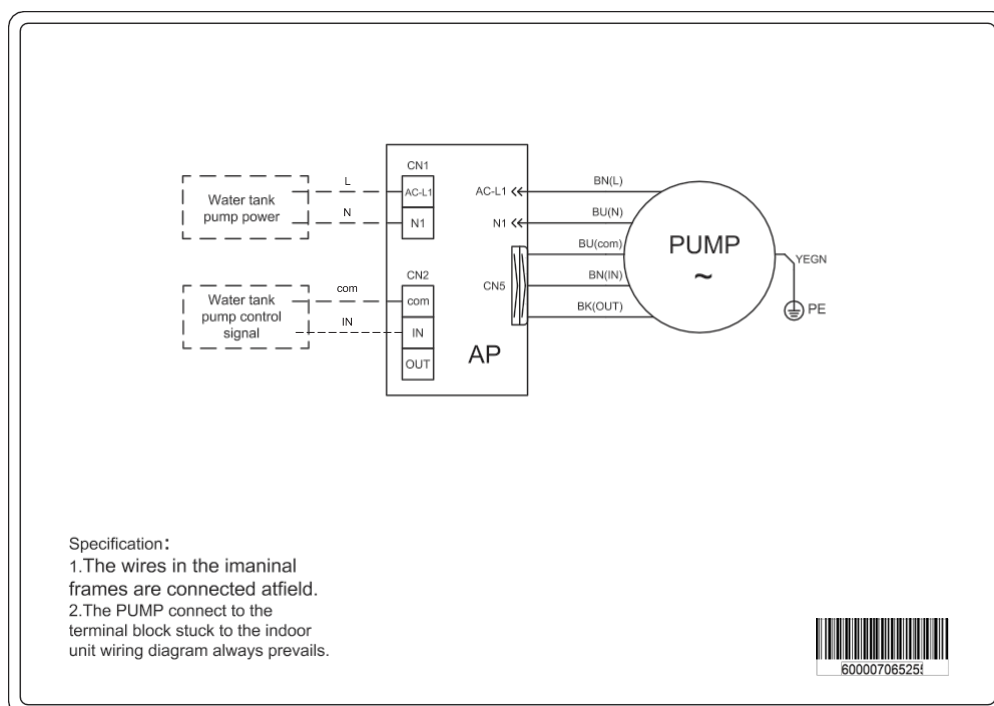 CN1
L
AC-L1
AC-L1
BN(L)
Water tank
pump power
N
N1
N1
BU(N)
BU(com)
PUMP
~
YEGN
CN2
CN5
BN(IN)
com
com
Water tank
pump control
signal
IN
IN
BK(OUT)
PE
OUT
AP
Specification:
1.The wires in the imaninal
frames are connected atfield.
2.The PUMP connect to the
terminal block stuck to the indoor
unit wiring diagram always prevails.